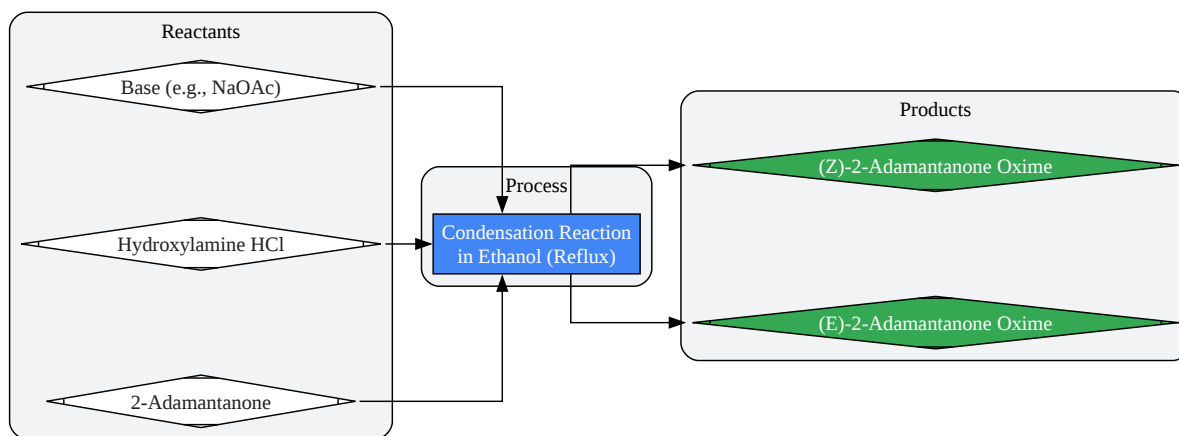 Reactants
Base (e.g., NaOAc)
Hydroxylamine HCl
2-Adamantanone
Process
Condensation Reaction
in Ethanol (Reflux)
Products
(Z)-2-Adamantanone Oxime
(E)-2-Adamantanone Oxime